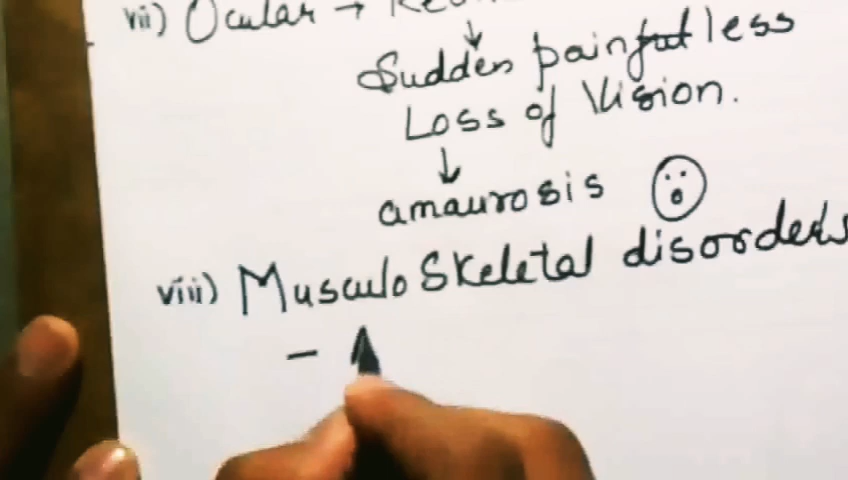 vii) Ocular →
↓
Sudden painless
Loss of Vision.
↓
amaurosis
viii) Musculo Skeletal disorders
-